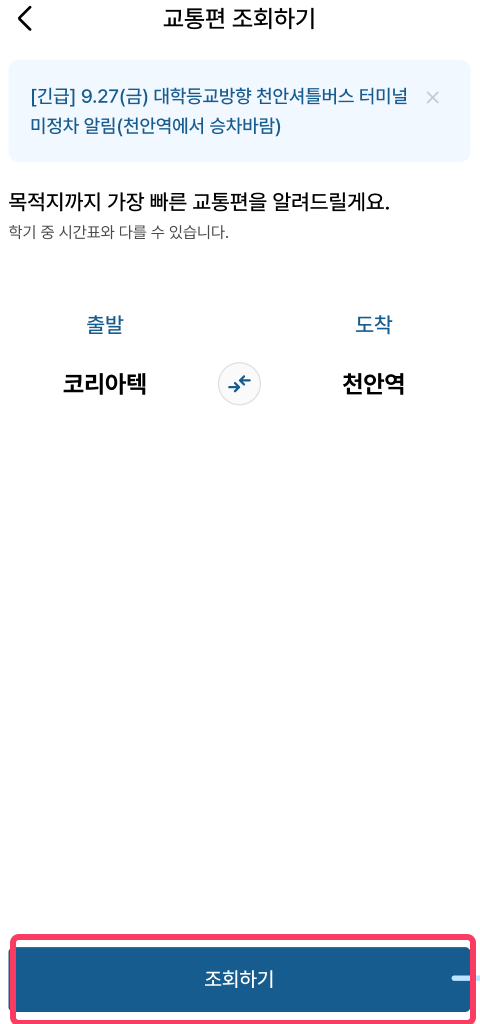 교통편 조회하기
[긴급] 9.27(금) 대학등교방향 천안셔틀버스 터미널
미정차 알림(천안역에서 승차바람)
목적지까지 가장 빠른 교통편을 알려드릴게요.
학기 중 시간표와 다를 수 있습니다.
출발
도착
코리아텍
천안역
조회하기